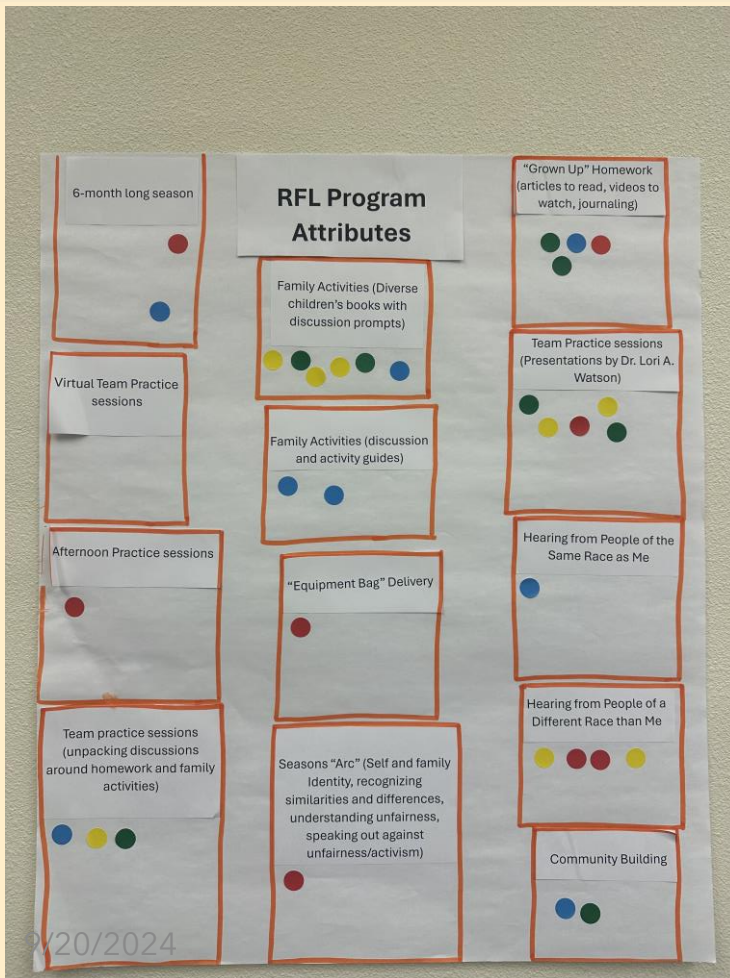 RFL Program
Attributes
6-month long season
Virtual Team Practice
sessions
Afternoon Practice sessions
Team practice sessions
(unpacking discussions
around homework and family
activities)
Family Activities (Diverse
children's books with
discussion prompts)
Family Activities (discussion
and activity guides)
"Equipment Bag" Delivery
Seasons "Arc" (Self and family
Identity, recognizing
similarities and differences,
understanding unfairness,
speaking out against
unfairness/activism)
"Grown Up" Homework
(articles to read, videos to
watch, journaling)
Team Practice sessions
(Presentations by Dr. Lori A.
Watson)
Hearing from People of the
Same Race as Me
Hearing from People of a
Different Race than Me
Community Building
9/20/2024